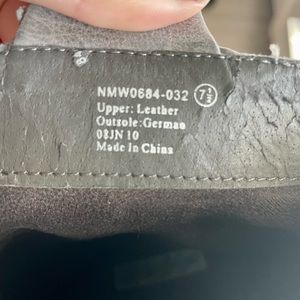 NMW0684-032 7½
Upper: Leather
Outsole:German
08JN 10
Made In China